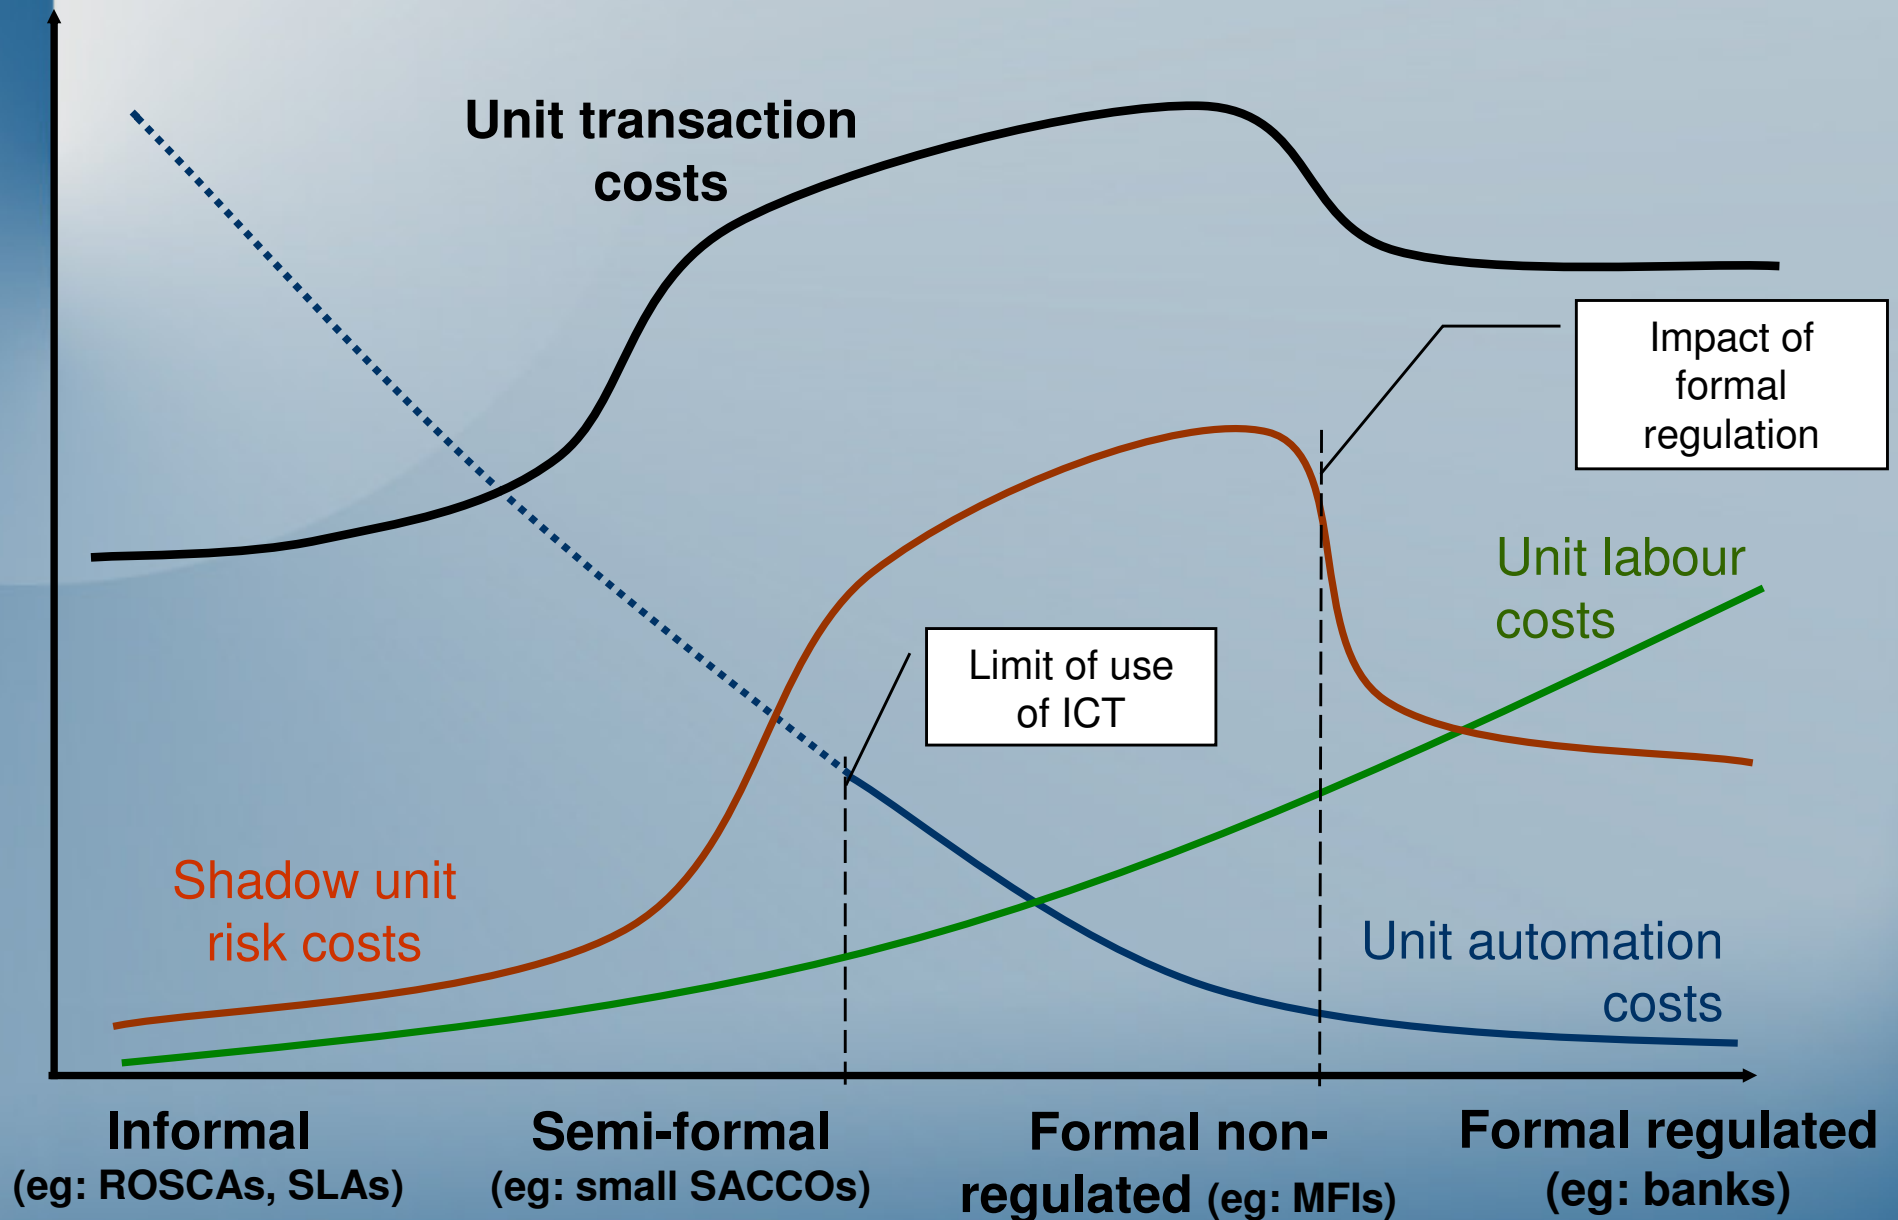 Unit transaction
costs
Impact of
formal
regulation
Unit labour
costs
Limit of use
of ICT
Shadow unit
risk costs
Unit automation
costs
Informal
(eg: ROSCAs, SLAs)
Semi-formal
(eg: small SACCOs)
Formal non-
regulated (eg: MFIs)
Formal regulated
(eg: banks)